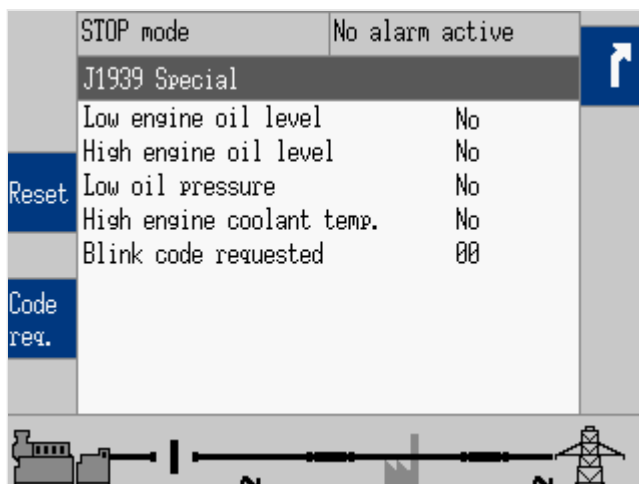 STOP mode No alarm active
J1939 Special
Low engine oil level No
High engine oil level No
Reset Low oil pressure No
High engine coolant temp. No
Blink code requested 00
Code
req.